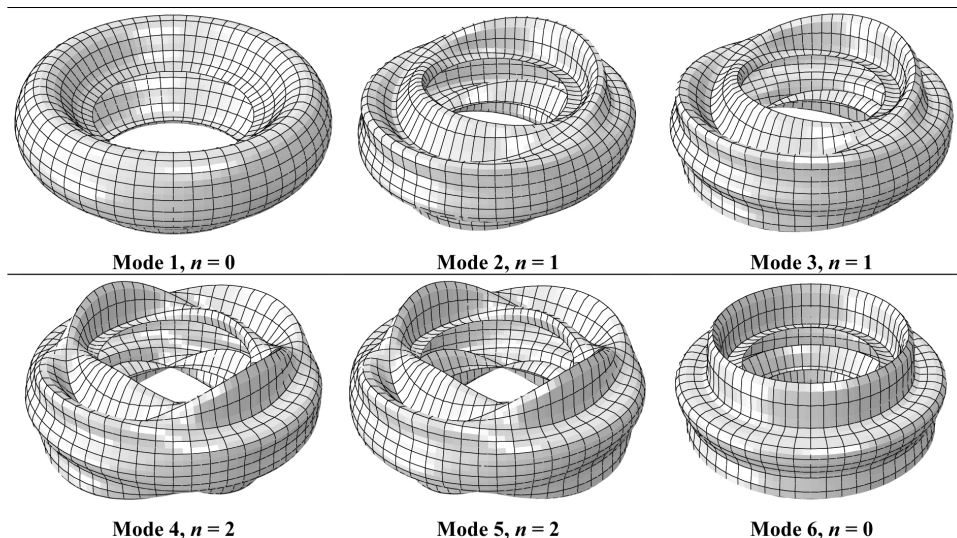 Mode 1, n = 0
Mode 2, n = 1
Mode 3, n = 1
Mode 4, n = 2
Mode 5, n = 2
Mode 6, n = 0